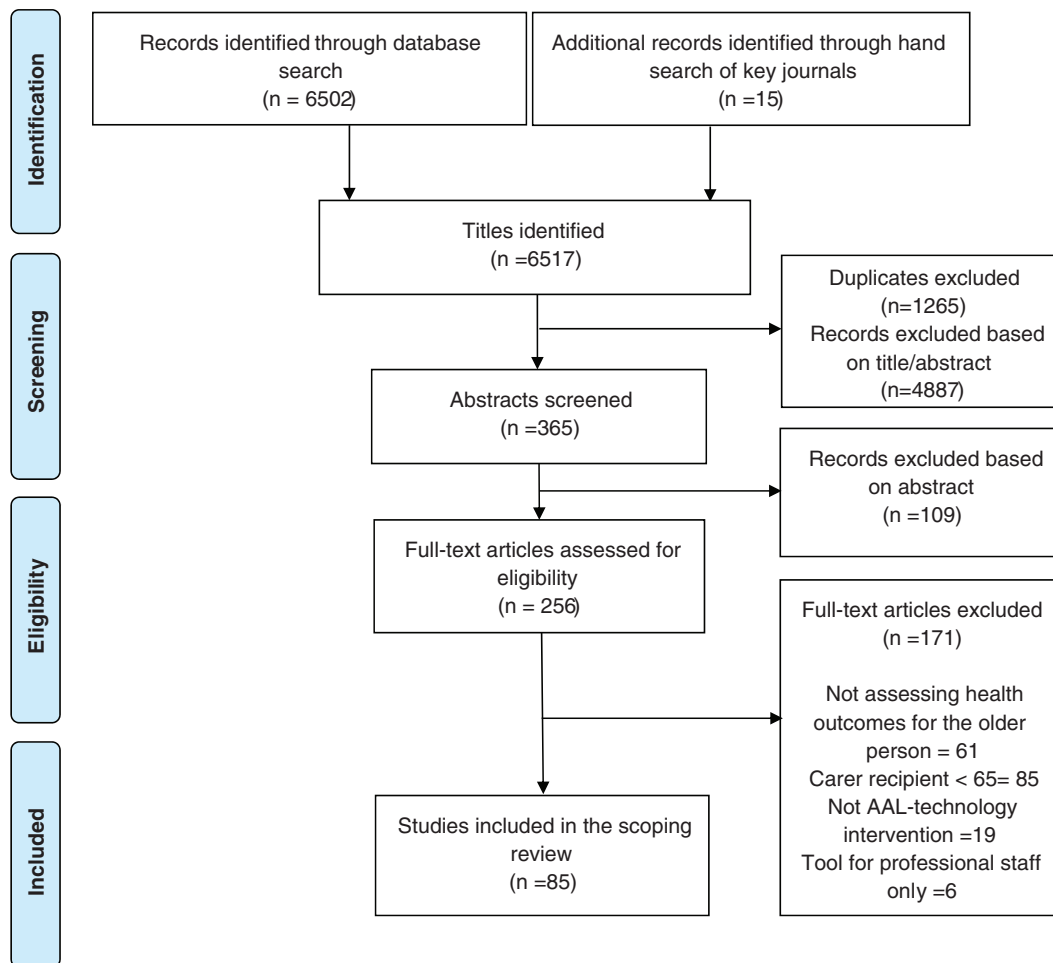 Identification
Records identified through database
search
(n = 6502)
Additional records identified through hand
search of key journals
(n =15)
Titles identified
(n =6517)
Screening
Duplicates excluded
(n=1265)
Records excluded based
on title/abstract
(n=4887)
Abstracts screened
(n =365)
Records excluded based
on abstract
(n =109)
Eligibility
Full-text articles assessed for
eligibility
(n = 256)
Full-text articles excluded
(n =171)
Not assessing health
outcomes for the older
person = 61
Carer recipient < 65= 85
Not AAL-technology
intervention =19
Tool for professional staff
only =6
Included
Studies included in the scoping
review
(n =85)